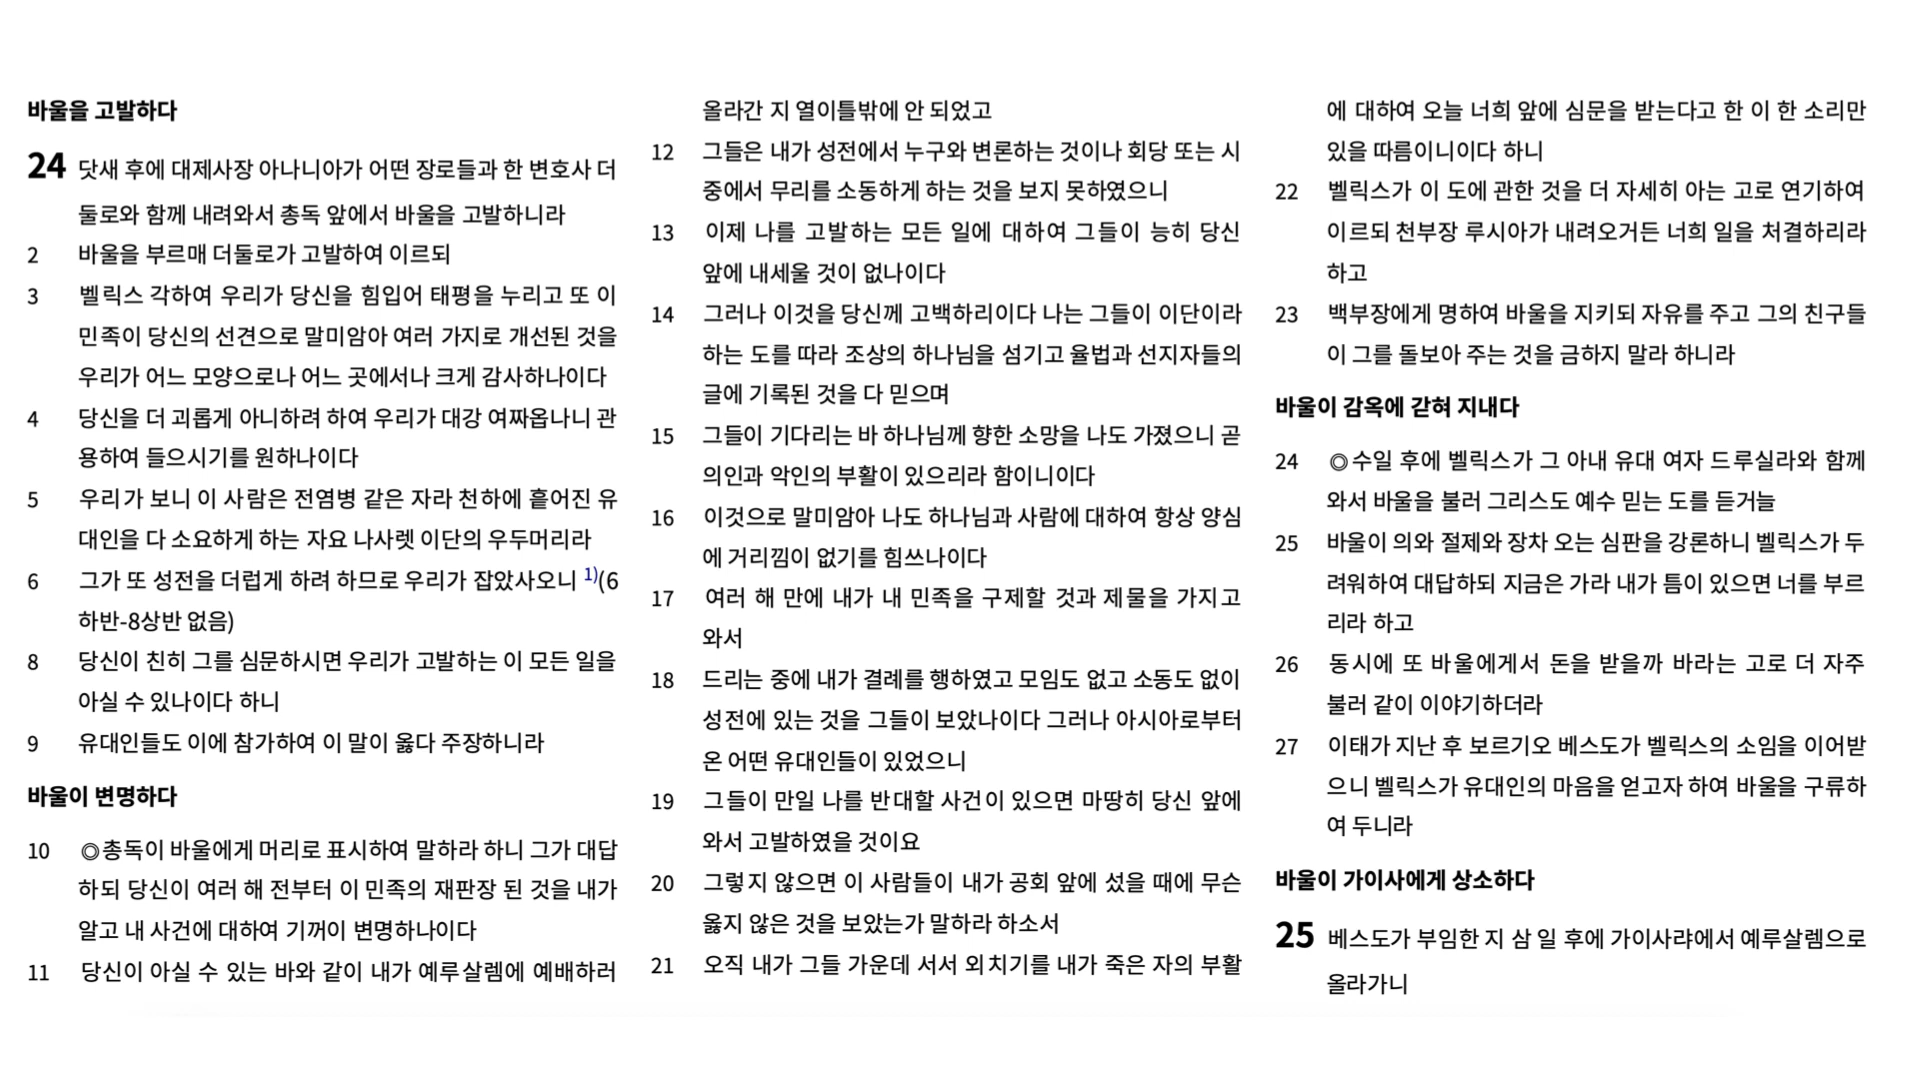 바울을 고발하다
24 닷새 후에 대제사장 아나니아가 어떤 장로들과 한 변호사 더
둘로와 함께 내려와서 총독 앞에서 바울을 고발하니라
2 바울을 부르매 더둘로가 고발하여 이르되
3 벨릭스 각하여 우리가 당신을 힘입어 태평을 누리고 또 이
민족이 당신의 선견으로 말미암아 여러 가지로 개선된 것을
우리가 어느 모양으로나 어느 곳에서나 크게 감사하나이다
4 당신을 더 괴롭게 아니하려 하여 우리가 대강 여짜옵나니 관
용하여 들으시기를 원하나이다
5 우리가 보니 이 사람은 전염병 같은 자라 천하에 흩어진 유
대인을 다 소요하게 하는 자요 나사렛 이단의 우두머리라
6 그가 또 성전을 더럽게 하려 하므로 우리가 잡았사오니 1)(6
하반-8상반 없음)
8 당신이 친히 그를 심문하시면 우리가 고발하는 이 모든 일을
아실 수 있나이다 하니
9 유대인들도 이에 참가하여 이 말이 옳다 주장하니라
바울이 변명하다
10 ◎총독이 바울에게 머리로 표시하여 말하라 하니 그가 대답
하되 당신이 여러 해 전부터 이 민족의 재판장 된 것을 내가
알고 내 사건에 대하여 기꺼이 변명하나이다
11 당신이 아실 수 있는 바와 같이 내가 예루살렘에 예배하러
올라간 지 열이틀밖에 안 되었고
12 그들은 내가 성전에서 누구와 변론하는 것이나 회당 또는 시
중에서 무리를 소동하게 하는 것을 보지 못하였으니
13 이제 나를 고발하는 모든 일에 대하여 그들이 능히 당신
앞에 내세울 것이 없나이다
14 그러나 이것을 당신께 고백하리이다 나는 그들이 이단이라
하는 도를 따라 조상의 하나님을 섬기고 율법과 선지자들의
글에 기록된 것을 다 믿으며
15 그들이 기다리는 바 하나님께 향한 소망을 나도 가졌으니 곧
의인과 악인의 부활이 있으리라 함이니이다
16 이것으로 말미암아 나도 하나님과 사람에 대하여 항상 양심
에 거리낌이 없기를 힘쓰나이다
17 여러 해 만에 내가 내 민족을 구제할 것과 제물을 가지고
와서
18 드리는 중에 내가 결례를 행하였고 모임도 없고 소동도 없이
성전에 있는 것을 그들이 보았나이다 그러나 아시아로부터
온 어떤 유대인들이 있었으니
19 그들이 만일 나를 반대할 사건이 있으면 마땅히 당신 앞에
와서 고발하였을 것이요
20 그렇지 않으면 이 사람들이 내가 공회 앞에 섰을 때에 무슨
옳지 않은 것을 보았는가 말하라 하소서
21 오직 내가 그들 가운데 서서 외치기를 내가 죽은 자의 부활
에 대하여 오늘 너희 앞에 심문을 받는다고 한 이 한 소리만
있을 따름이니이다 하니
22 벨릭스가 이 도에 관한 것을 더 자세히 아는 고로 연기하여
이르되 천부장 루시아가 내려오거든 너희 일을 처결하리라
하고
23 백부장에게 명하여 바울을 지키되 자유를 주고 그의 친구들
이 그를 돌보아 주는 것을 금하지 말라 하니라
바울이 감옥에 갇혀 지내다
24 ◎수일 후에 벨릭스가 그 아내 유대 여자 드루실라와 함께
와서 바울을 불러 그리스도 예수 믿는 도를 듣거늘
25 바울이 의와 절제와 장차 오는 심판을 강론하니 벨릭스가 두
려워하여 대답하되 지금은 가라 내가 틈이 있으면 너를 부르
리라 하고
26 동시에 또 바울에게서 돈을 받을까 바라는 고로 더 자주
불러 같이 이야기하더라
27 이태가 지난 후 보르기오 베스도가 벨릭스의 소임을 이어받
으니 벨릭스가 유대인의 마음을 얻고자 하여 바울을 구류하
여 두니라
바울이 가이사에게 상소하다
25 베스도가 부임한 지 삼 일 후에 가이사랴에서 예루살렘으로
올라가니